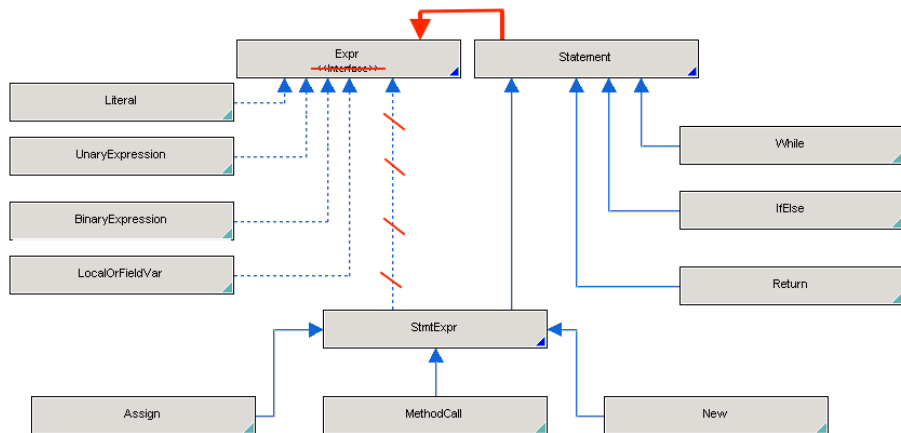 Expr
<<interface>>
Statement
Literal
UnaryExpression
BinaryExpression
LocalOrFieldVar
While
IfElse
Return
StmtExpr
Assign
MethodCall
New